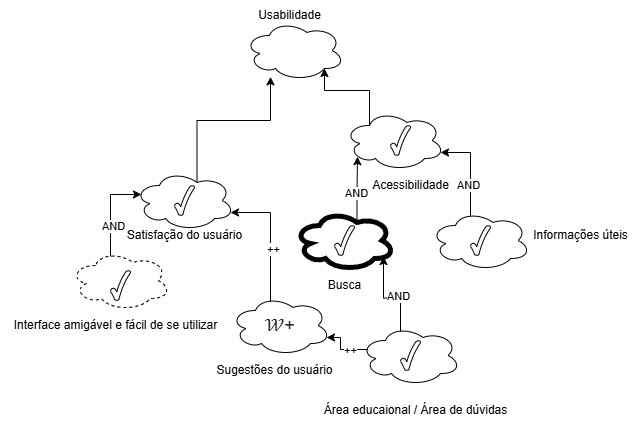 Usabilidade
AND
Acessibilidade
AND
AND
Satisfação do usuário
Informações úteis
++
Busca
AND
Interface amigável e fácil de se utilizar
𝒲+
++
Sugestões do usuário
Área educaional / Área de dúvidas